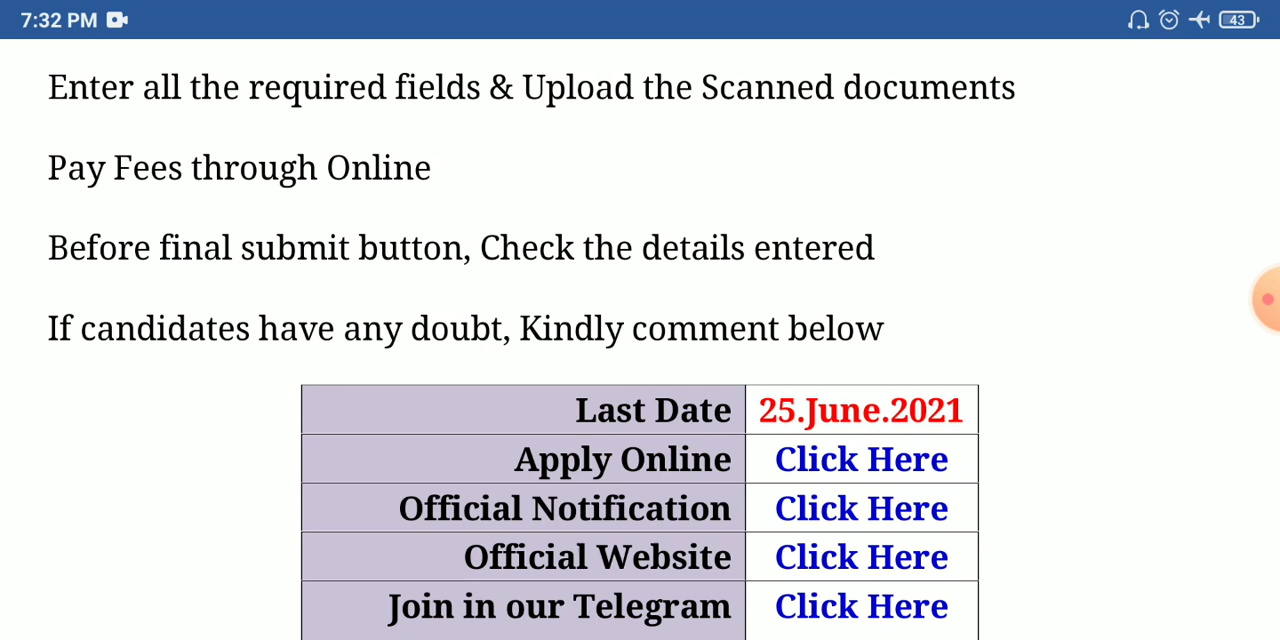 7:32 PM
43
Enter all the required fields & Upload the Scanned documents
Pay Fees through Online
Before final submit button, Check the details entered
If candidates have any doubt, Kindly comment below
Last Date 25.June.2021
Apply Online Click Here
Official Notification Click Here
Official Website Click Here
Join in our Telegram Click Here